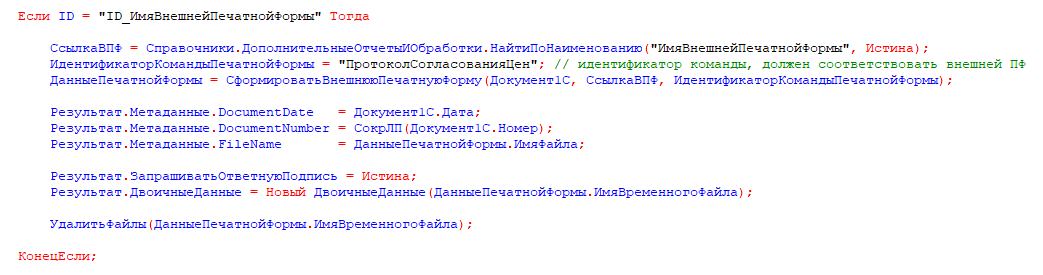 Если ID = "ID_ИмяВнешнейПечатнойФормы" Тогда
СсылкаВПФ = Справочники.ДополнительныеОтчетыИОбработки.НайтиПоНаименованию("ИмяВнешнейПечатнойФормы", Истина);
ИдентификаторКомандыПечатнойФормы = "ПротоколСогласованияЦен"; // идентификатор команды, должен соответствовать внешней ПФ
ДанныеПечатнойФормы = СформироватьВнешнююПечатнуюФорму(Документ1С, СсылкаВПФ, ИдентификаторКомандыПечатнойФормы);
Результат.Метаданные.DocumentDate = Документ1С.Дата;
Результат.Метаданные.DocumentNumber = СокрЛП(Документ1С.Номер);
Результат.Метаданные.FileName = ДанныеПечатнойФормы.ИмяФайла;
Результат.ЗапрашиватьОтветнуюПодпись = Истина;
Результат.ДвоичныеДанные = Новый ДвоичныеДанные(ДанныеПечатнойФормы.ИмяВременногоФайла);
УдалитьФайлы(ДанныеПечатнойФормы.ИмяВременногоФайла);
КонецЕсли;